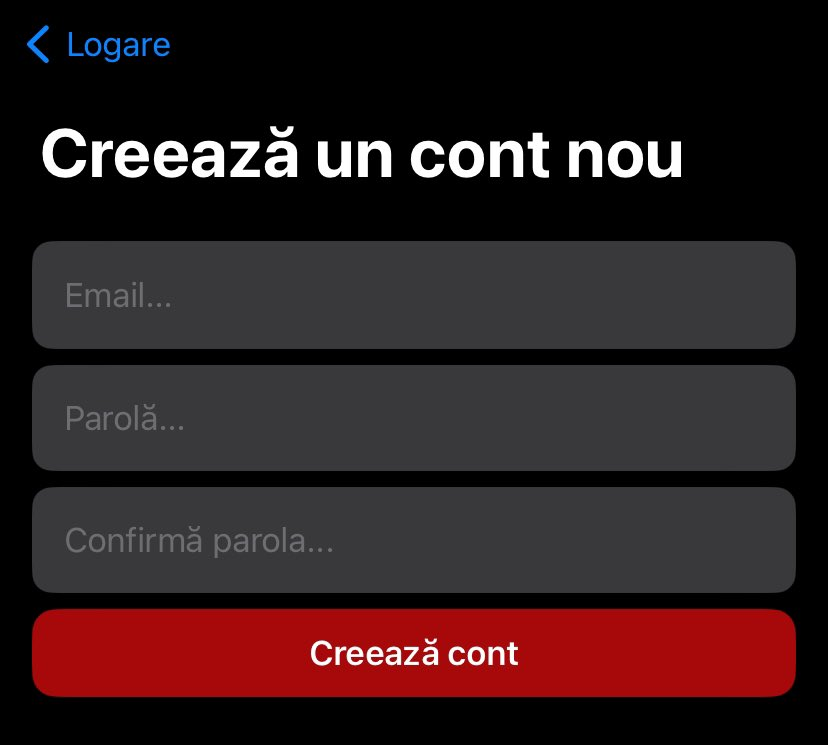 Logare
Creează un cont nou
Email...
Parolă...
Confirmă parola...
Creează cont